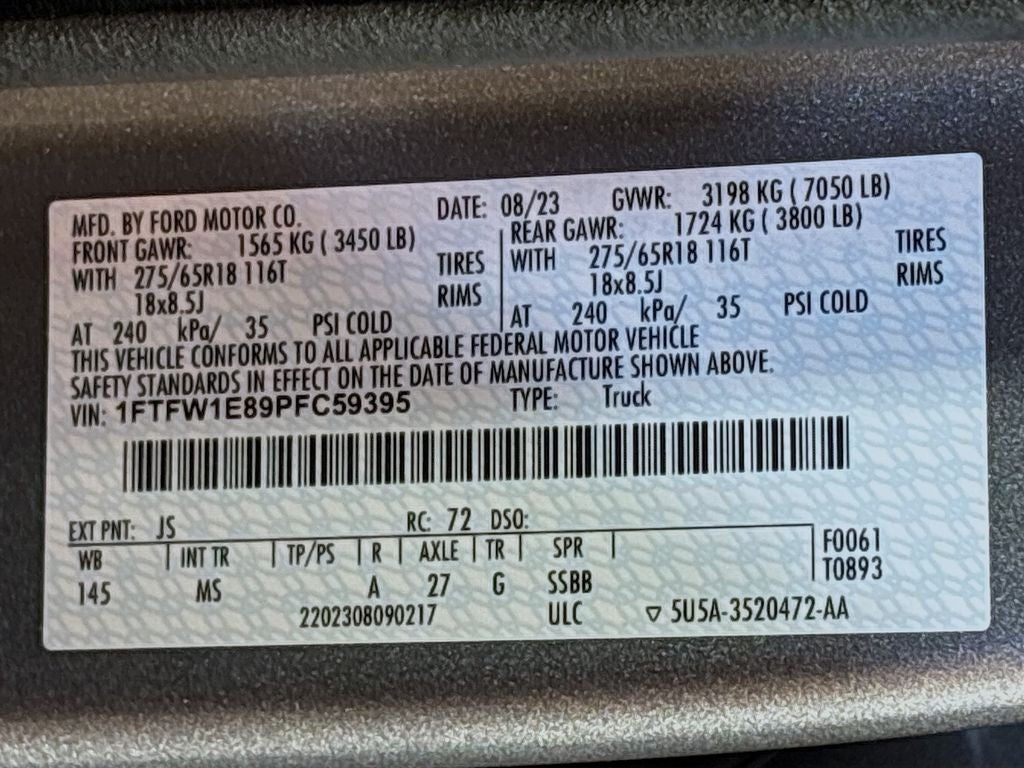 MFD. BY FORD MOTOR CO. DATE: 08/23 GVWR: 3198 KG ( 7050 LB)
FRONT GAWR: 1565 KG ( 3450 LB) REAR GAWR: 1724 KG ( 3800 LB)
WITH 275/65R18 116T TIRES WITH 275/65R18 116T TIRES
18x8.5J RIMS 18x8.5J RIMS
AT 240 kPa/ 35 PSI COLD AT 240 kPa/ 35 PSI COLD
THIS VEHICLE CONFORMS TO ALL APPLICABLE FEDERAL MOTOR VEHICLE
SAFETY STANDARDS IN EFFECT ON THE DATE OF MANUFACTURE SHOWN ABOVE.
VIN: 1FTFW1E89PFC59395 TYPE: Truck
EXT PNT: JS RC: 72 DSO:
WB INT TR TP/PS R AXLE TR SPR F0061
145 MS A 27 G SSBB T0893
2202308090217 ULC ▽ 5U5A-3520472-AA